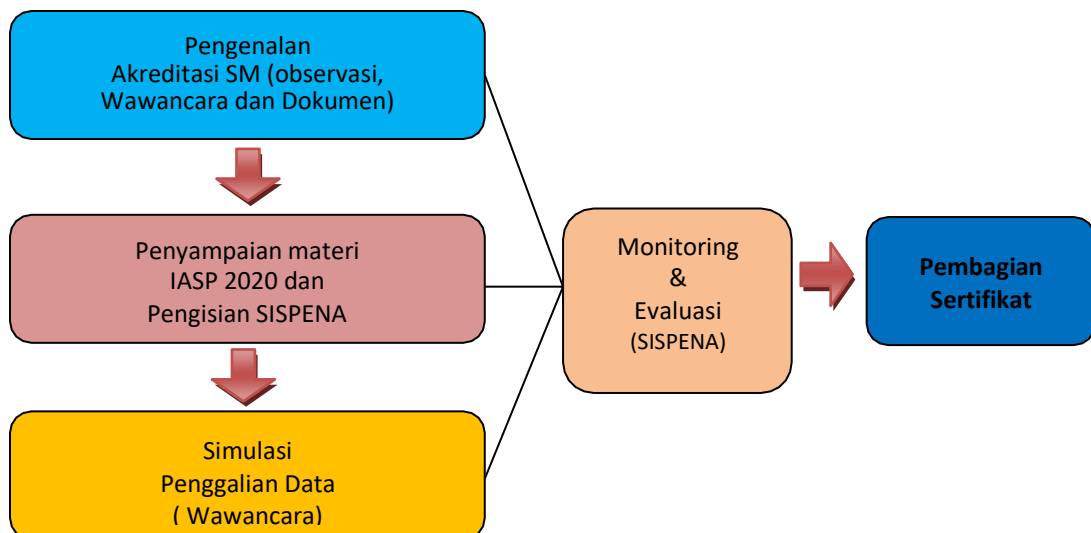 Pengenalan
Akreditasi SM (observasi,
Wawancara dan Dokumen)
Penyampaian materi
IASP 2020 dan
Pengisian SISPENA
Simulasi
Penggalian Data
( Wawancara)
Monitoring
&
Evaluasi
(SISPENA)
Pembagian
Sertifikat